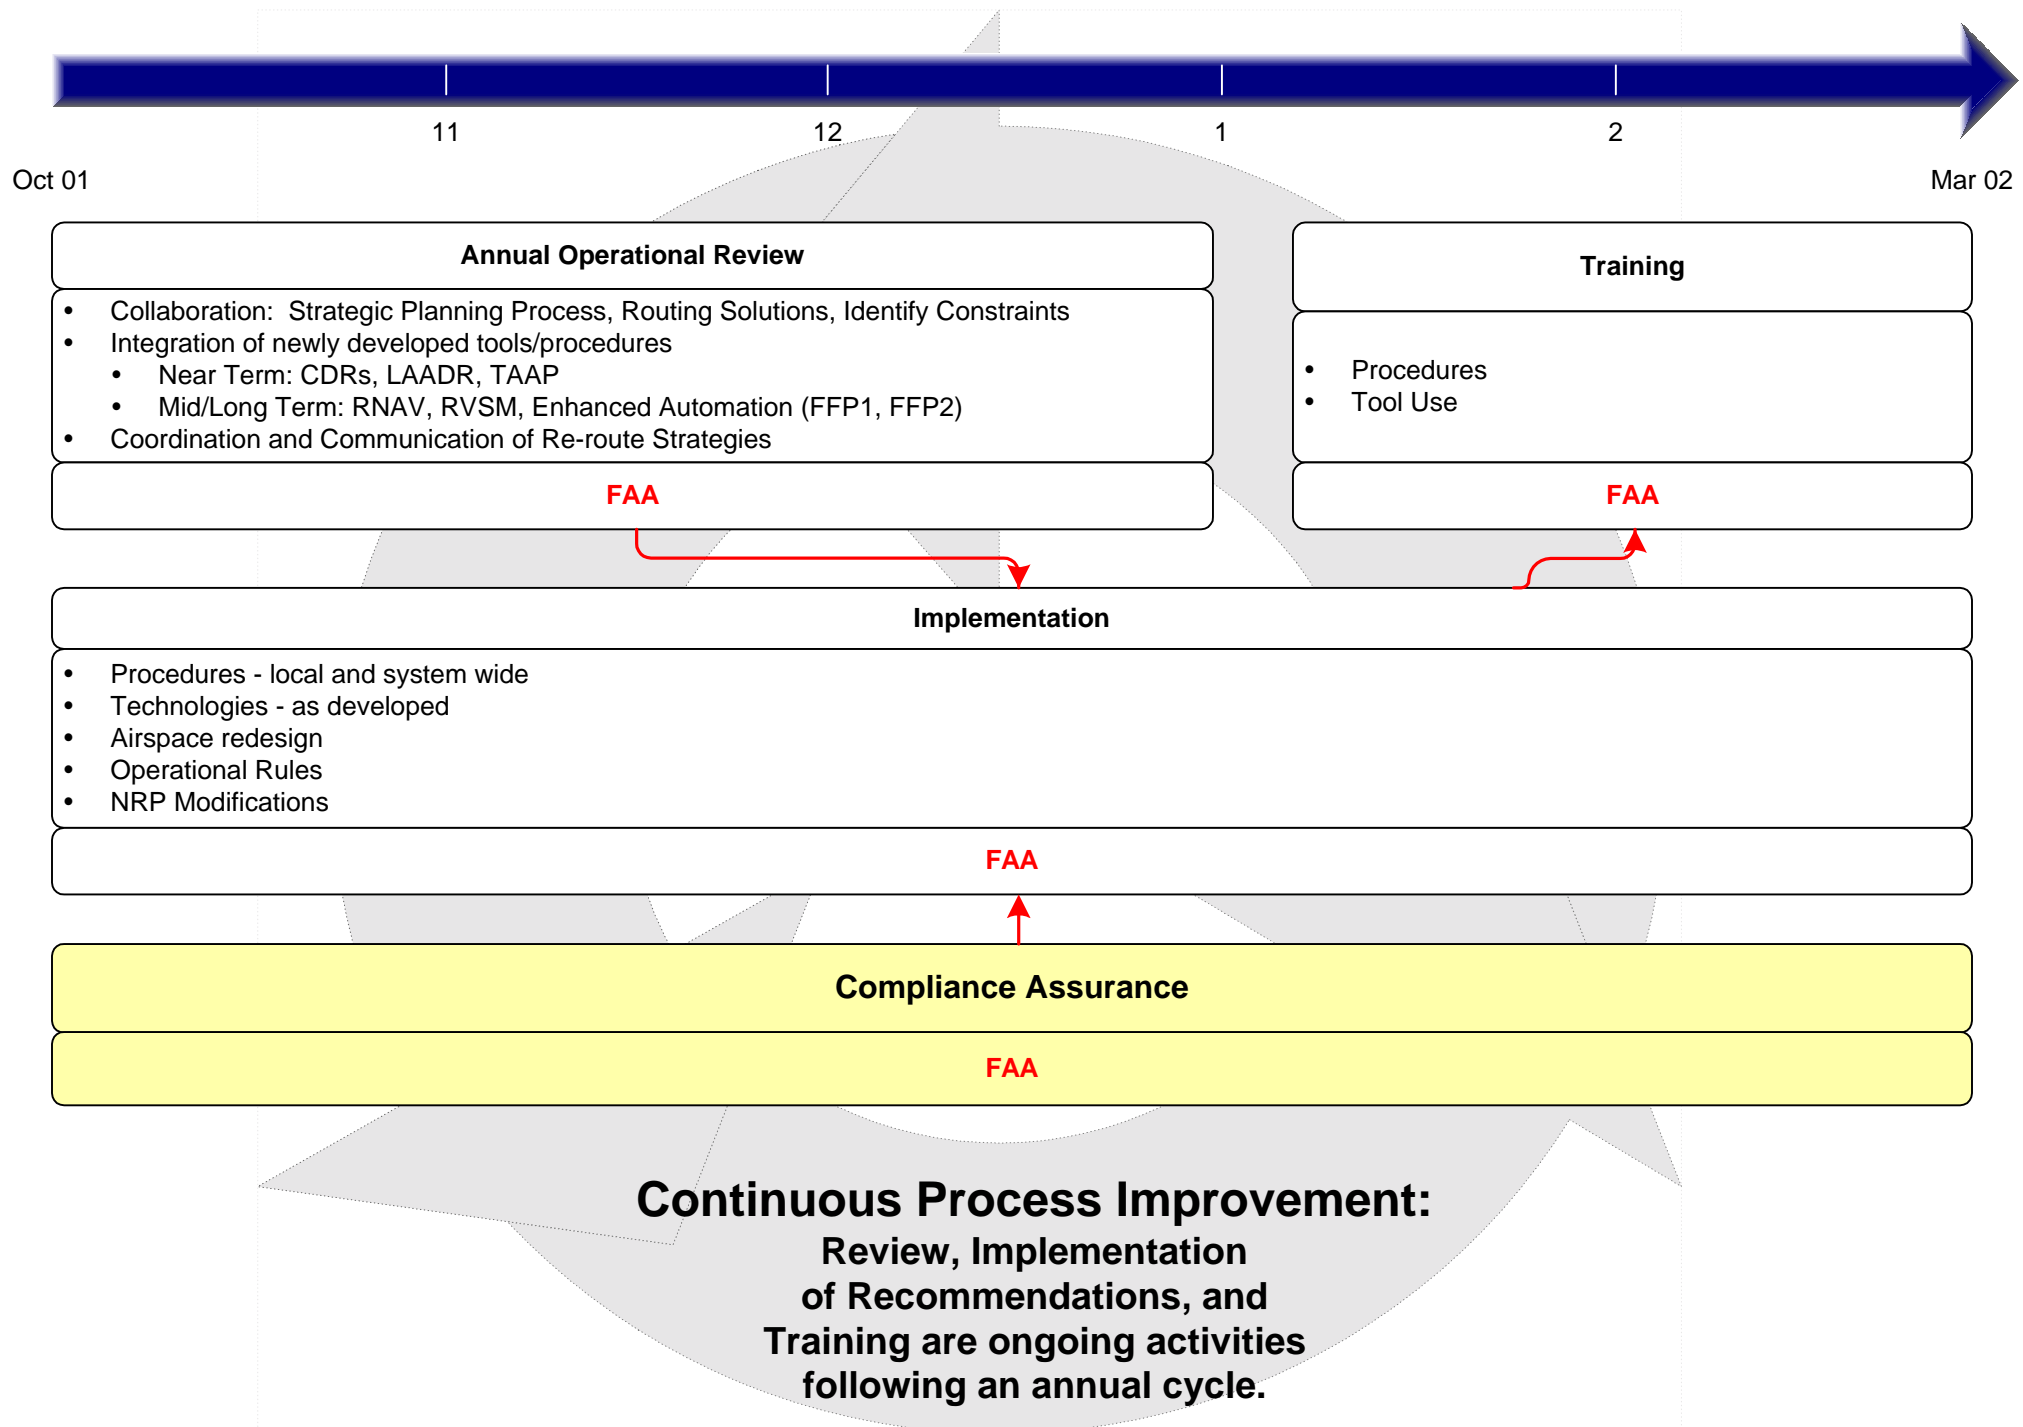 11
12
1
2
Oct 01
Mar 02
Annual Operational Review
• Collaboration:  Strategic Planning Process, Routing Solutions, Identify Constraints
• Integration of newly developed tools/procedures
• Near Term: CDRs, LAADR, TAAP
• Mid/Long Term: RNAV, RVSM, Enhanced Automation (FFP1, FFP2)
• Coordination and Communication of Re-route Strategies
FAA
Training
• Procedures
• Tool Use
FAA
Implementation
• Procedures - local and system wide
• Technologies - as developed
• Airspace redesign
• Operational Rules
• NRP Modifications
FAA
Compliance Assurance
FAA
Continuous Process Improvement:
Review, Implementation
of Recommendations, and
Training are ongoing activities
following an annual cycle.